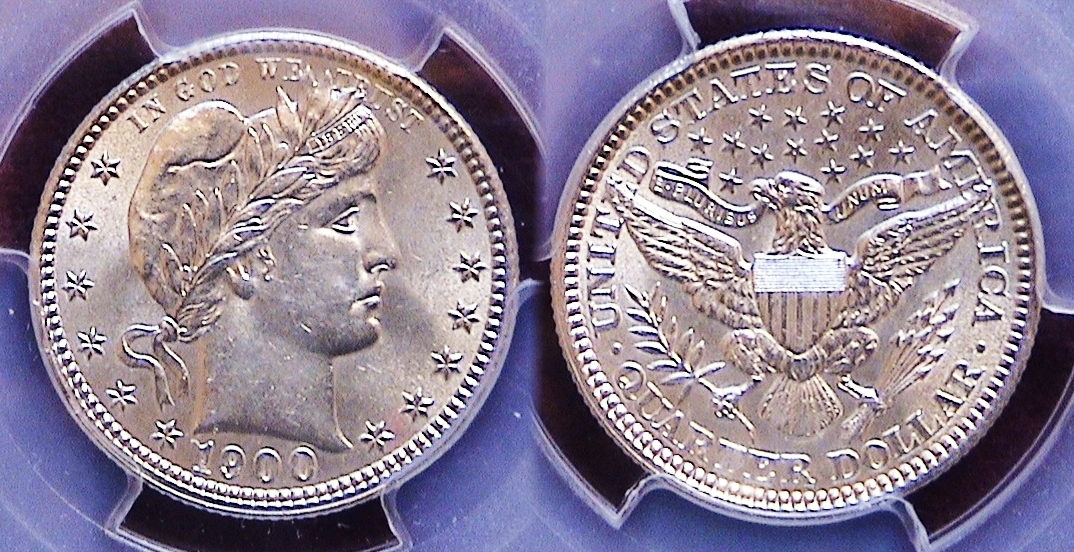 IN GOD WE TRUST
LIBERTY
1900
UNITED STATES OF AMERICA
E PLURIBUS UNUM
· QUARTER DOLLAR ·